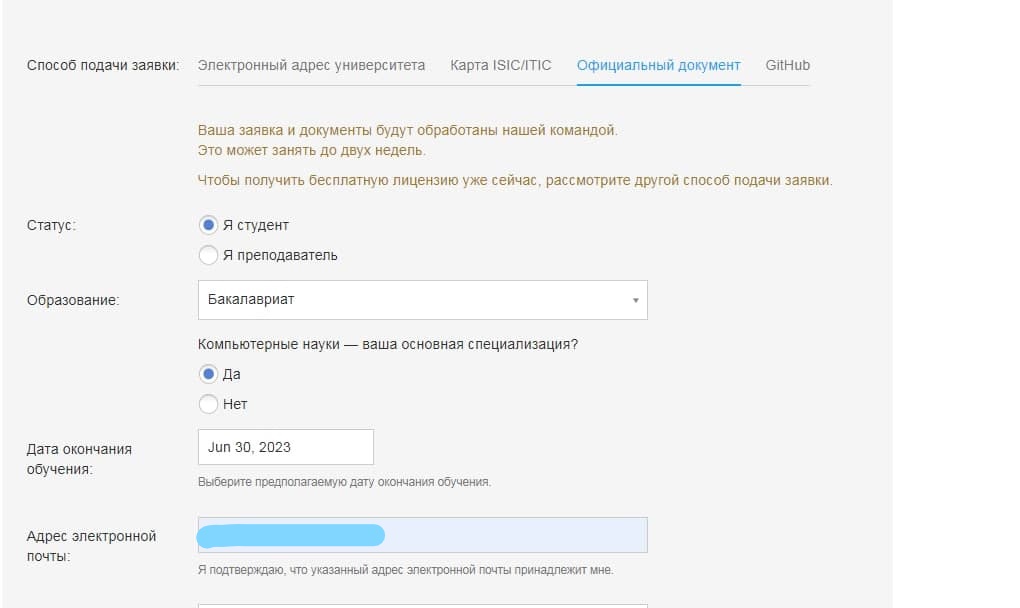 Способ подачи заявки: Электронный адрес университета Карта ISIC/ITIC Официальный документ GitHub
Ваша заявка и документы будут обработаны нашей командой.
Это может занять до двух недель.
Чтобы получить бесплатную лицензию уже сейчас, рассмотрите другой способ подачи заявки.
Статус: Я студент
Я преподаватель
Образование: Бакалавриат
Компьютерные науки — ваша основная специализация?
Да
Нет
Дата окончания
обучения:
Jun 30, 2023
Выберите предполагаемую дату окончания обучения.
Адрес электронной
почты:
Я подтверждаю, что указанный адрес электронной почты принадлежит мне.